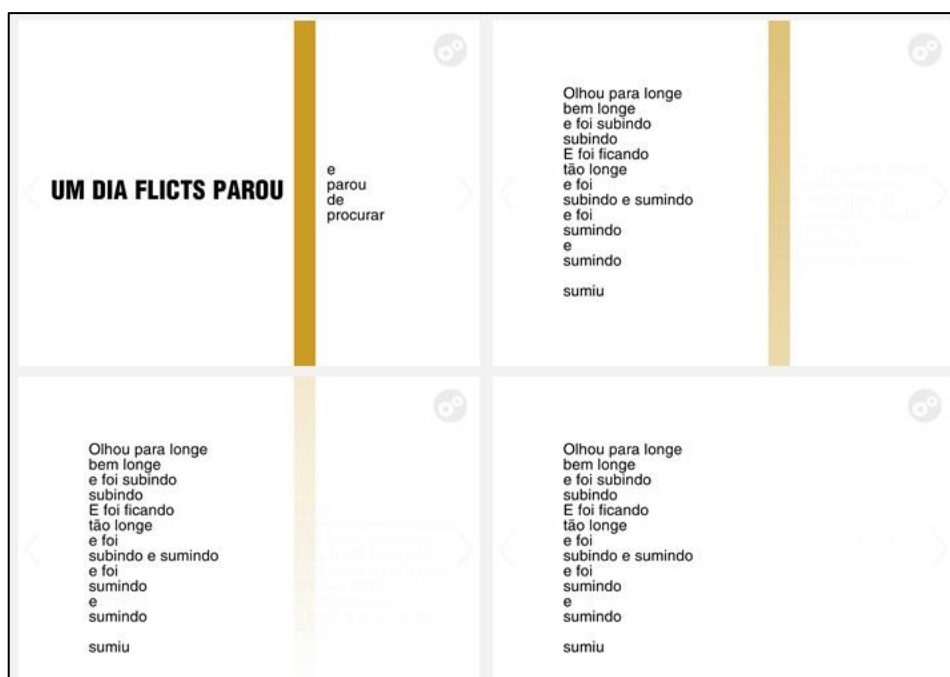 UM DIA FLICTS PAROU
e
parou
de
procurar
Olhou para longe
bem longe
e foi subindo
subindo
E foi ficando
tão longe
e foi
subindo e sumindo
e foi
sumindo
e
sumindo
sumiu
Olhou para longe
bem longe
e foi subindo
subindo
E foi ficando
tão longe
e foi
subindo e sumindo
e foi
sumindo
e
sumindo
sumiu
Olhou para longe
bem longe
e foi subindo
subindo
E foi ficando
tão longe
e foi
subindo e sumindo
e foi
sumindo
e
sumindo
sumiu